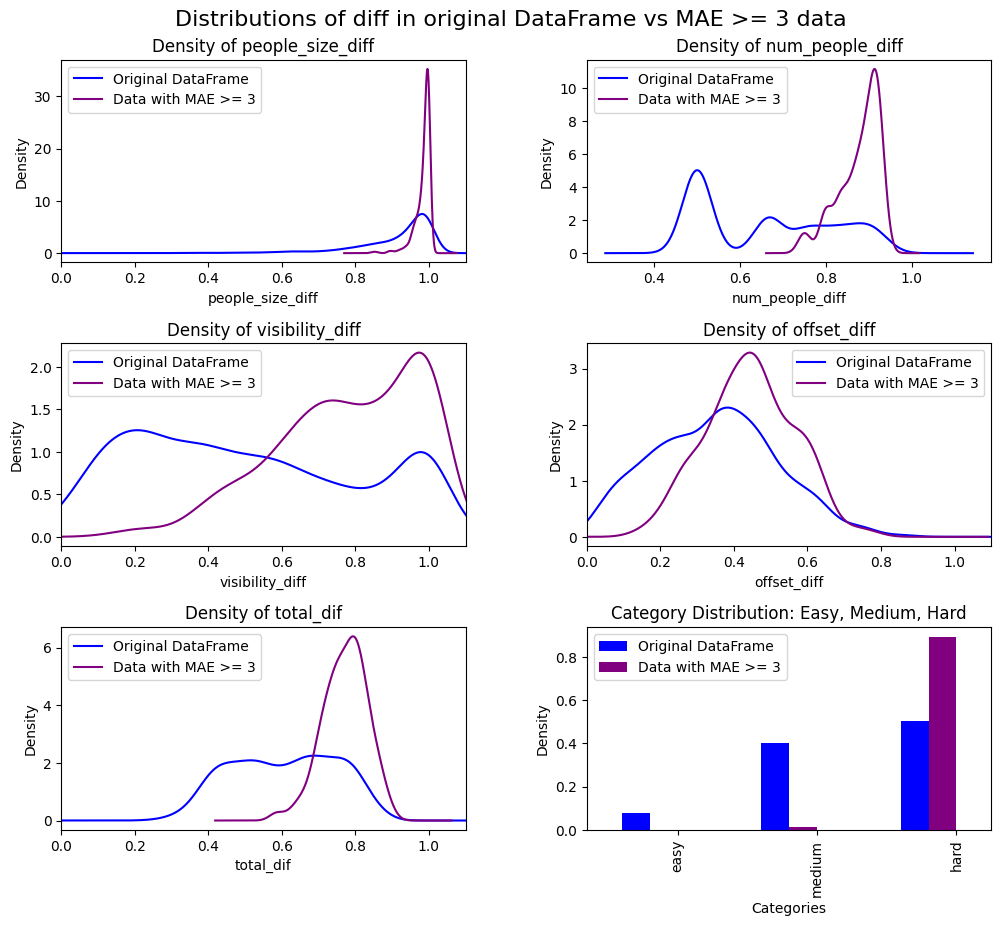 Distributions of diff in original DataFrame vs MAE >= 3 data
Density of people_size_diff
Original DataFrame
Data with MAE >= 3
Density
30
20
10
0
0.0 0.2 0.4 0.6 0.8 1.0
people_size_diff
Density of num_people_diff
Original DataFrame
Data with MAE >= 3
Density
10
8
6
4
2
0
0.4 0.6 0.8 1.0
num_people_diff
Density of visibility_diff
Original DataFrame
Data with MAE >= 3
Density
2.0
1.5
1.0
0.5
0.0
0.0 0.2 0.4 0.6 0.8 1.0
visibility_diff
Density of offset_diff
Original DataFrame
Data with MAE >= 3
Density
3
2
1
0
0.0 0.2 0.4 0.6 0.8 1.0
offset_diff
Density of total_dif
Original DataFrame
Data with MAE >= 3
Density
6
4
2
0
0.0 0.2 0.4 0.6 0.8 1.0
total_dif
Category Distribution: Easy, Medium, Hard
Original DataFrame
Data with MAE >= 3
Density
0.8
0.6
0.4
0.2
0.0
easy medium hard
Categories